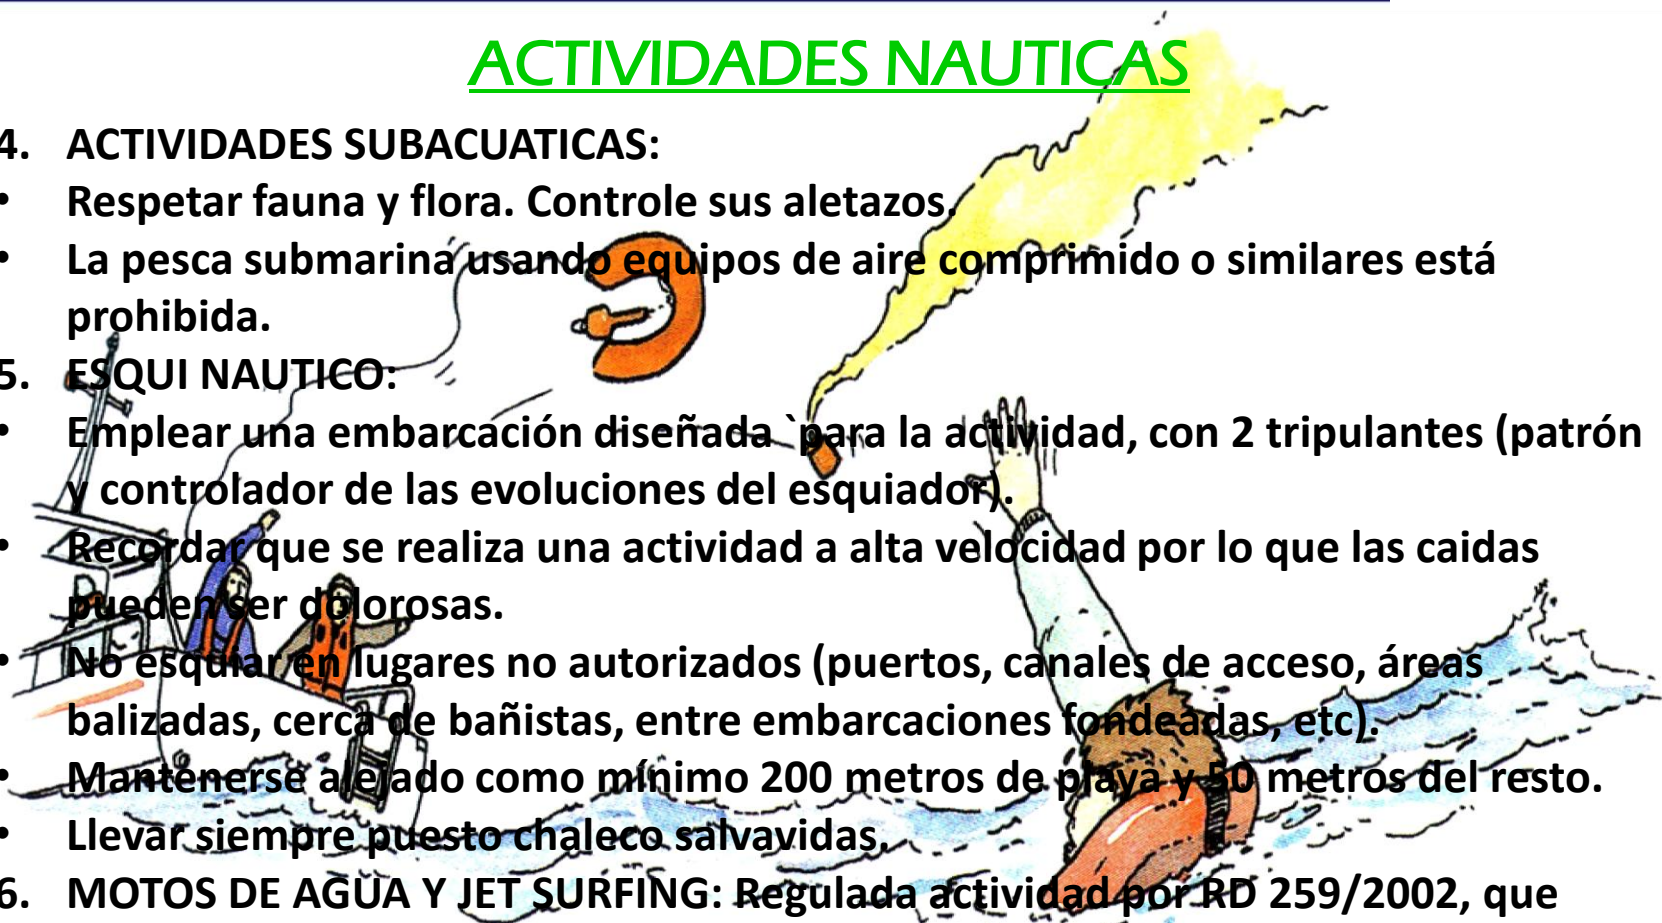 ACTIVIDADES NAUTICAS
4. ACTIVIDADES SUBACUATICAS:
• Respetar fauna y flora. Controle sus aletazos.
• La pesca submarina usando equipos de aire comprimido o similares está
prohibida.
5. ESQUI NAUTICO:
• Emplear una embarcación diseñada `para la actividad, con 2 tripulantes (patrón
y controlador de las evoluciones del esquiador).
• Recordar que se realiza una actividad a alta velocidad por lo que las caidas
pueden ser dolorosas.
• No esquiar en lugares no autorizados (puertos, canales de acceso, áreas
balizadas, cerca de bañistas, entre embarcaciones fondeadas, etc).
• Mantenerse alejado como mínimo 200 metros de playa y 50 metros del resto.
• Llevar siempre puesto chaleco salvavidas.
6. MOTOS DE AGUA Y JET SURFING: Regulada actividad por RD 259/2002, que